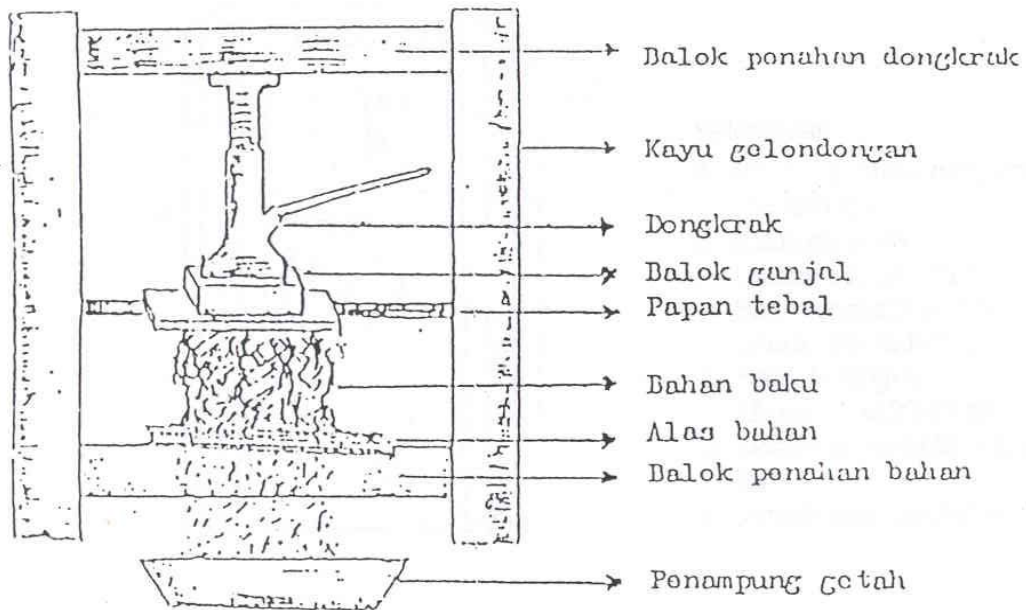 Balok penahan dongkrak
Kayu gelondongan
Dongkrak
Balok ganjal
Papan tebal
Bahan baku
Alas bahan
Balok penahan bahan
Penampung getah